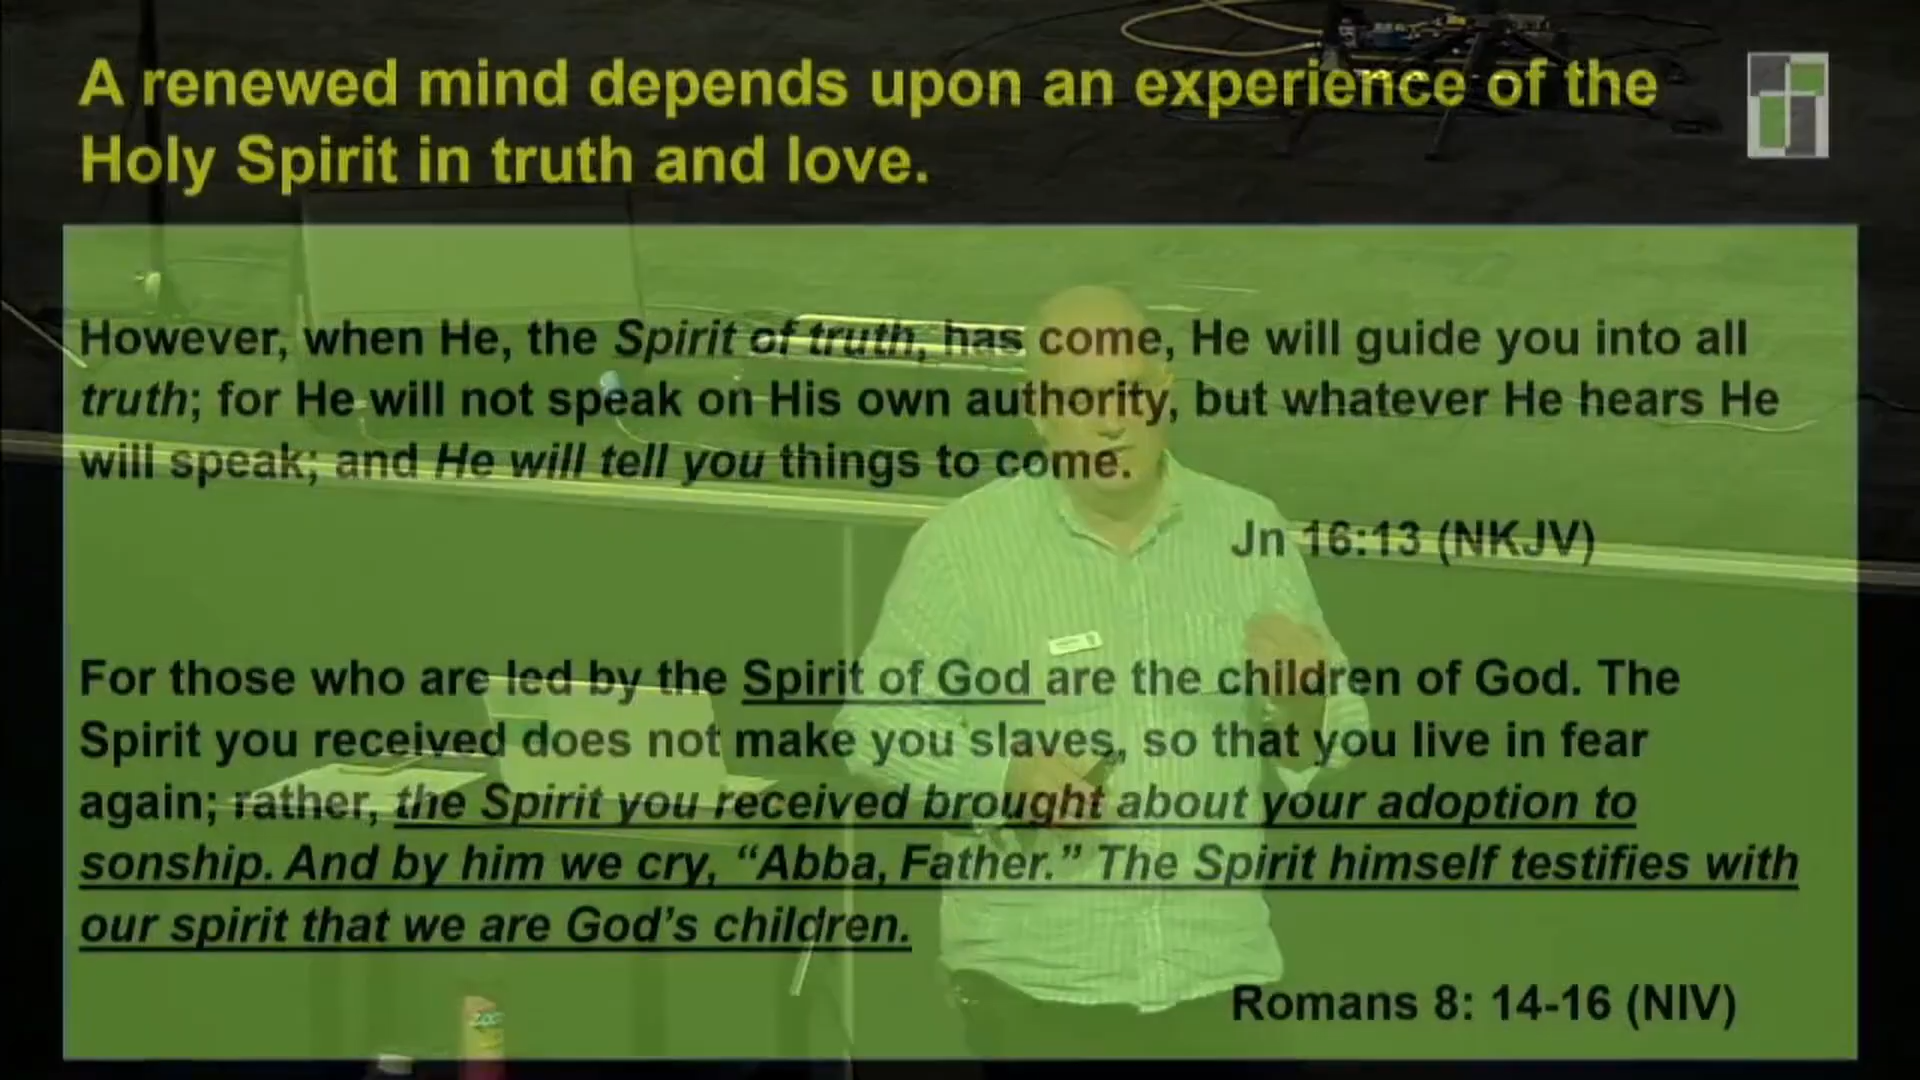 A renewed mind depends upon an experience of the
Holy Spirit in truth and love.
However, when He, the Spirit of truth, has come, He will guide you into all
truth; for He will not speak on His own authority, but whatever He hears He
will speak; and He will tell you things to come.
Jn 16:13 (NKJV)
For those who are led by the Spirit of God are the children of God. The
Spirit you received does not make you slaves, so that you live in fear
again; rather, the Spirit you received brought about your adoption to
sonship. And by him we cry, “Abba, Father.” The Spirit himself testifies with
our spirit that we are God’s children.
Romans 8: 14-16 (NIV)